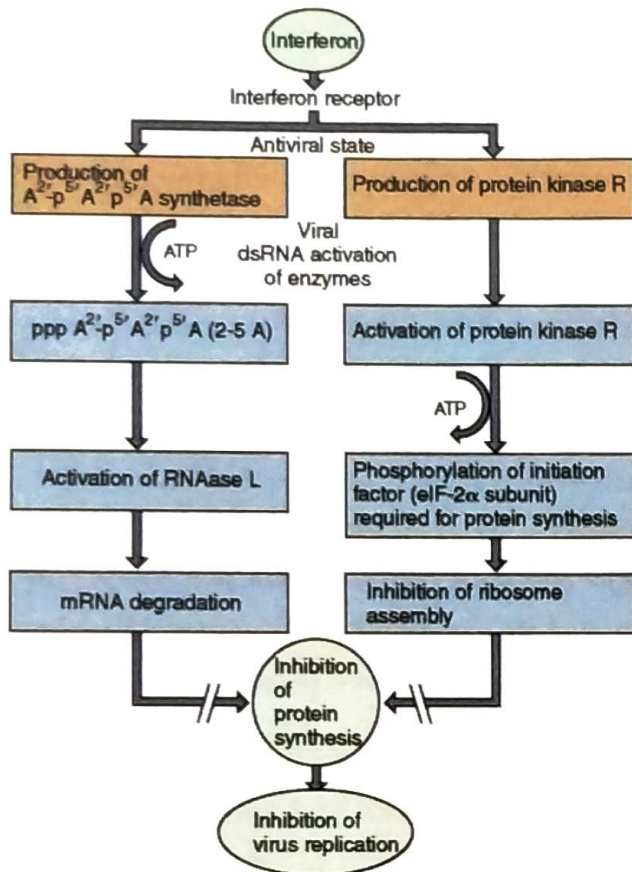 Interferon
Interferon receptor
Antiviral state
Production of
A²'-p⁵'A²'p⁵'A synthetase
Production of protein kinase R
ATP
Viral
dsRNA activation
of enzymes
ppp A²'-p⁵'A²'p⁵'A (2-5 A)
Activation of protein kinase R
ATP
Activation of RNAase L
Phosphorylation of initiation
factor (eIF-2α subunit)
required for protein synthesis
mRNA degradation
Inhibition of ribosome
assembly
Inhibition
of
protein
synthesis
Inhibition of
virus replication